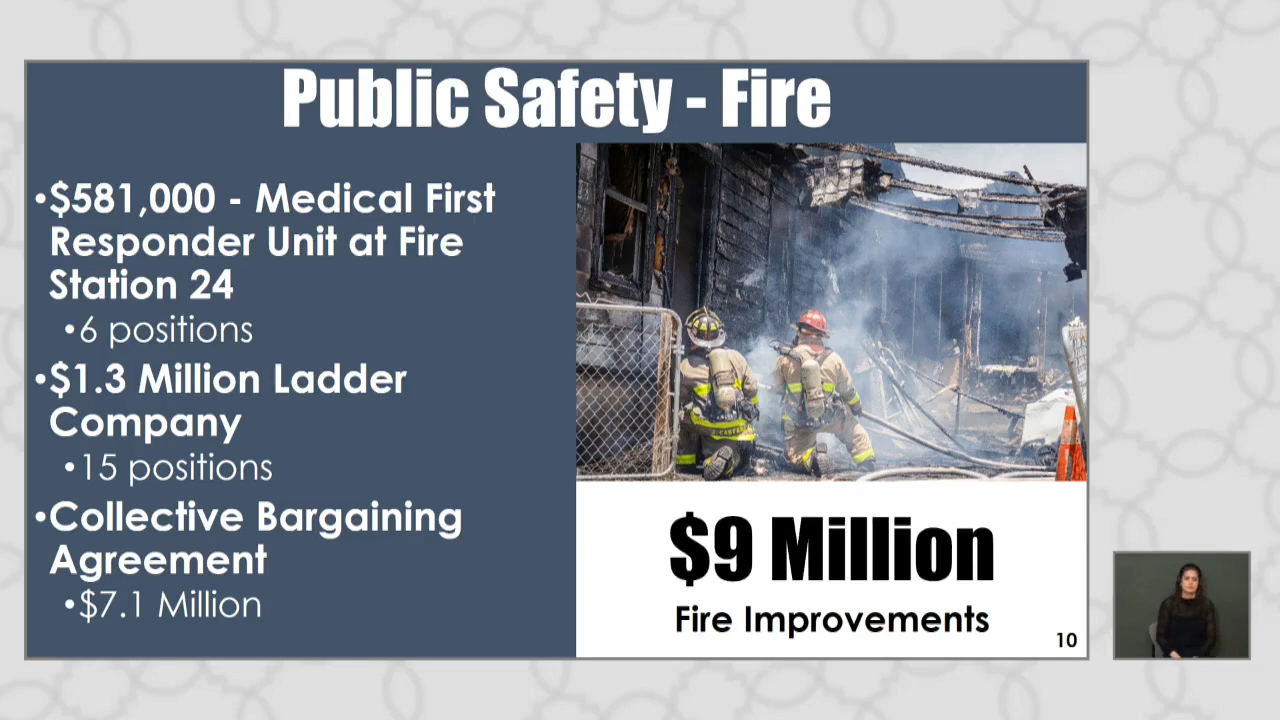 Public Safety - Fire
•$581,000 - Medical First
Responder Unit at Fire
Station 24
•6 positions
•$1.3 Million Ladder
Company
•15 positions
•Collective Bargaining
Agreement
•$7.1 Million
$9 Million
Fire Improvements
10